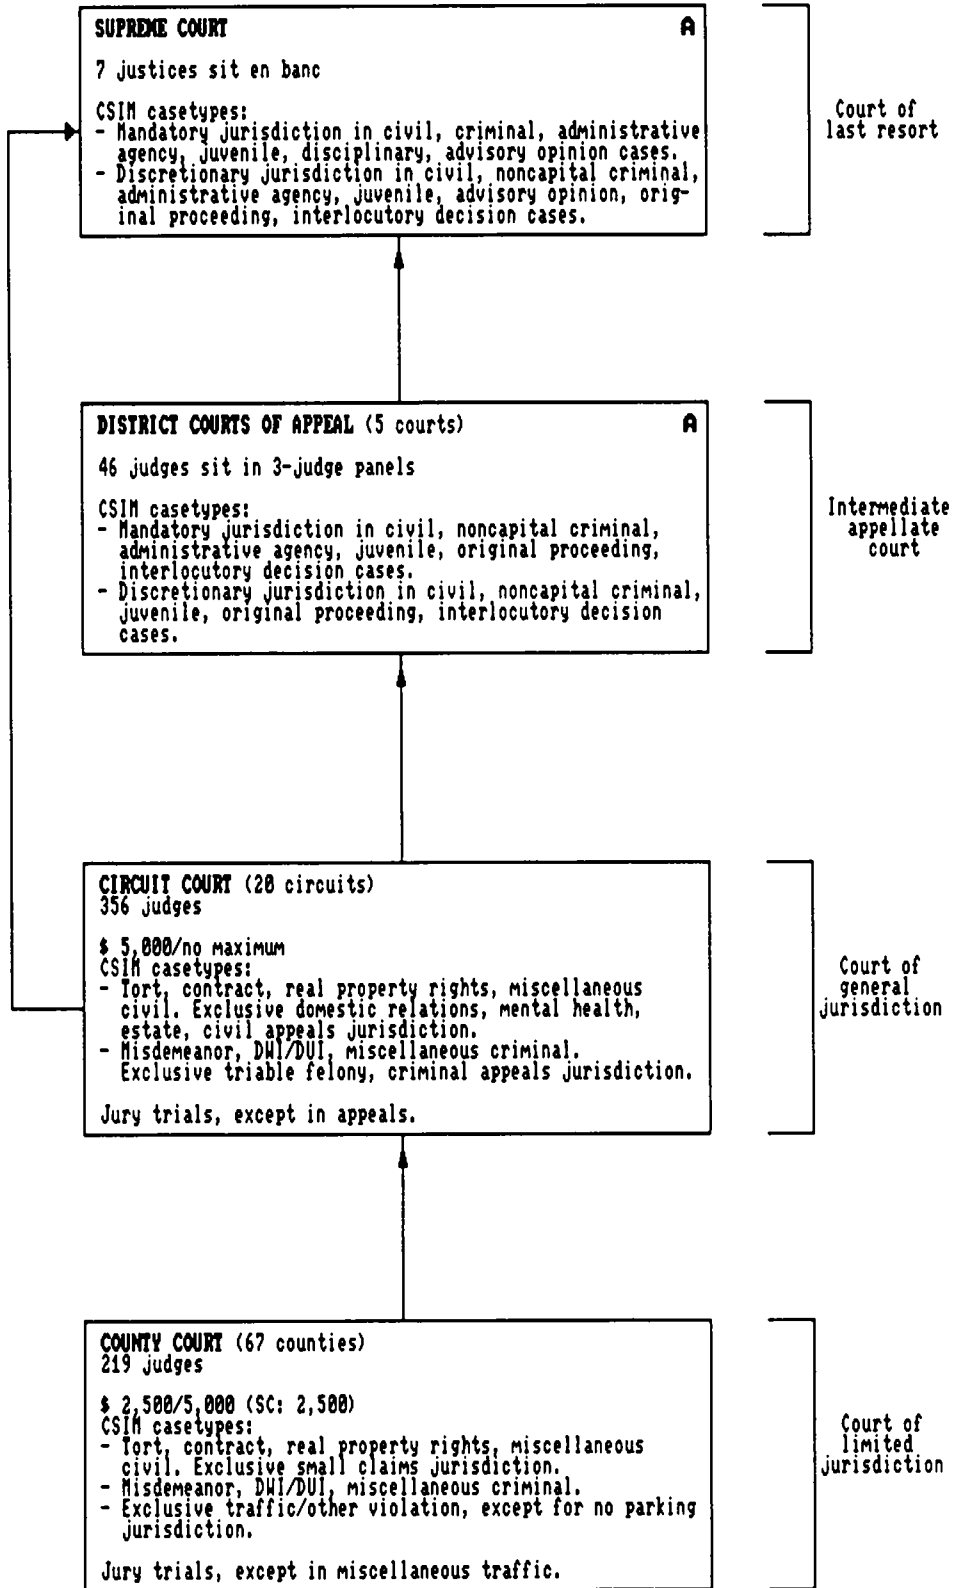 SUPREME COURT A
7 justices sit en banc
CSIM casetypes:
- Mandatory jurisdiction in civil, criminal, administrative
agency, juvenile, disciplinary, advisory opinion cases.
- Discretionary jurisdiction in civil, noncapital criminal,
administrative agency, juvenile, advisory opinion, orig-
inal proceeding, interlocutory decision cases.
Court of
last resort
DISTRICT COURTS OF APPEAL (5 courts) A
46 judges sit in 3-judge panels
CSIM casetypes:
- Mandatory jurisdiction in civil, noncapital criminal,
administrative agency, juvenile, original proceeding,
interlocutory decision cases.
- Discretionary jurisdiction in civil, noncapital criminal,
juvenile, original proceeding, interlocutory decision
cases.
Intermediate
appellate
court
CIRCUIT COURT (20 circuits)
356 judges
$ 5,000/no maximum
CSIM casetypes:
- Tort, contract, real property rights, miscellaneous
civil. Exclusive domestic relations, mental health,
estate, civil appeals jurisdiction.
- Misdemeanor, DWI/DUI, miscellaneous criminal.
Exclusive triable felony, criminal appeals jurisdiction.
Jury trials, except in appeals.
Court of
general
jurisdiction
COUNTY COURT (67 counties)
219 judges
$ 2,500/5,000 (SC: 2,500)
CSIM casetypes:
- Tort, contract, real property rights, miscellaneous
civil. Exclusive small claims jurisdiction.
- Misdemeanor, DWI/DUI, miscellaneous criminal.
- Exclusive traffic/other violation, except for no parking
jurisdiction.
Jury trials, except in miscellaneous traffic.
Court of
limited
jurisdiction